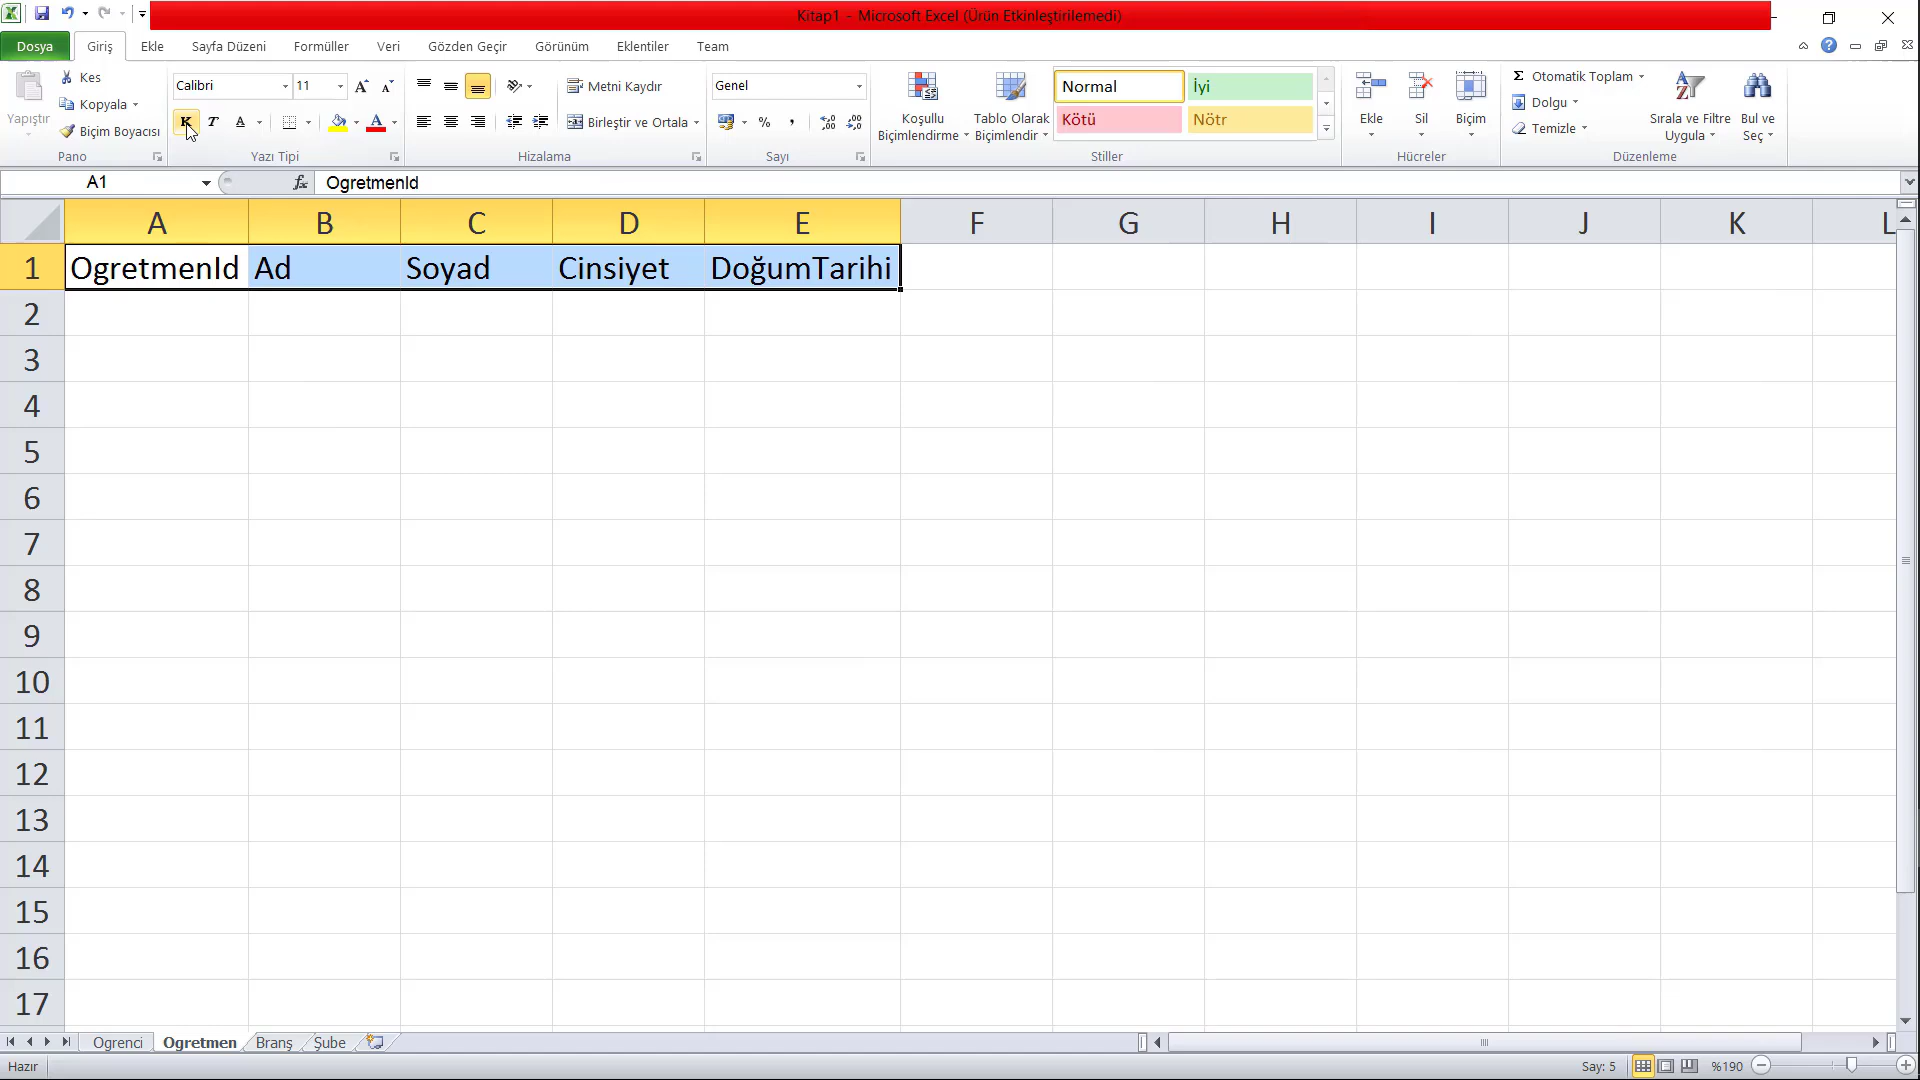 Kitap1 - Microsoft Excel (Ürün Etkinleştirilemedi)
Dosya Giriş Ekle Sayfa Düzeni Formüller Veri Gözden Geçir Görünüm Eklentiler Team
Yapıştır
Kes
Kopyala
Biçim Boyacısı
Pano
Calibri 11
K T A
Yazı Tipi
Metni Kaydır
Birleştir ve Ortala
Hizalama
Genel
%
Sayı
Koşullu Biçimlendirme
Tablo Olarak Biçimlendir
Normal İyi
Kötü Nötr
Stiller
Ekle Sil Biçim
Hücreler
Σ Otomatik Toplam
Dolgu
Temizle
Sırala ve Filtre Uygula
Bul ve Seç
Düzenleme
A1 fx OgretmenId
A B C D E F G H I J K L
1 OgretmenId Ad Soyad Cinsiyet DoğumTarihi
2
3
4
5
6
7
8
9
10
11
12
13
14
15
16
17
Ogrenci Ogretmen Branş Şube
Hazır Say: 5 %190